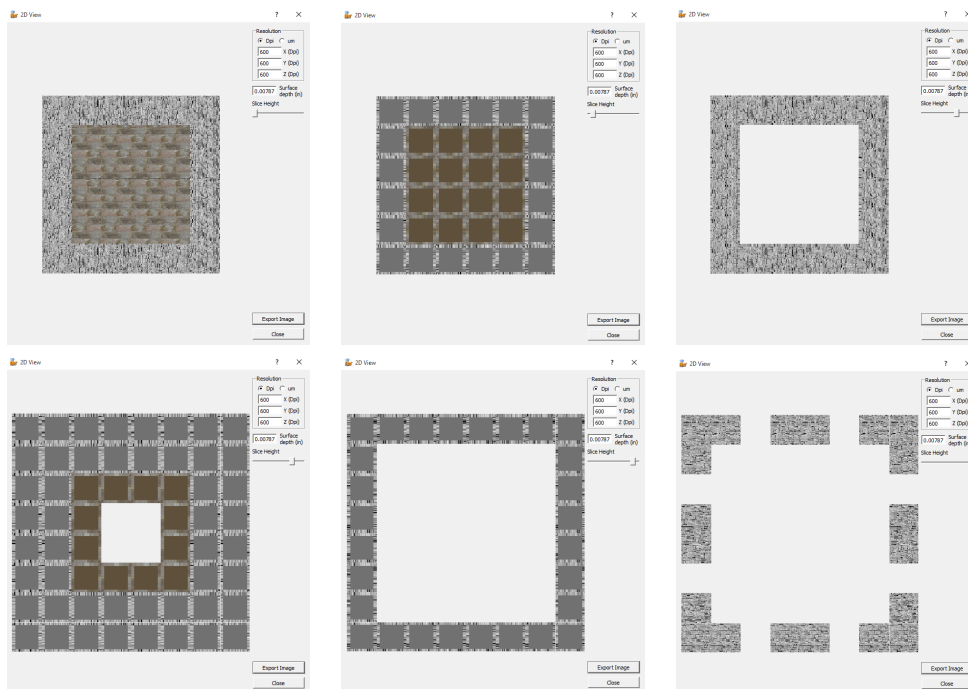 2D View ? ×
Resolution
Dpi um
600 X (Dpi)
600 Y (Dpi)
600 Z (Dpi)
0.00787 Surface depth (in)
Slice Height
Export Image
Close
2D View ? ×
Resolution
Dpi um
600 X (Dpi)
600 Y (Dpi)
600 Z (Dpi)
0.00787 Surface depth (in)
Slice Height
Export Image
Close
2D View ? ×
Resolution
Dpi um
600 X (Dpi)
600 Y (Dpi)
600 Z (Dpi)
0.00787 Surface depth (in)
Slice Height
Export Image
Close
2D View ? ×
Resolution
Dpi um
600 X (Dpi)
600 Y (Dpi)
600 Z (Dpi)
0.00787 Surface depth (in)
Slice Height
Export Image
Close
2D View ? ×
Resolution
Dpi um
600 X (Dpi)
600 Y (Dpi)
600 Z (Dpi)
0.00787 Surface depth (in)
Slice Height
Export Image
Close
2D View ? ×
Resolution
Dpi um
600 X (Dpi)
600 Y (Dpi)
600 Z (Dpi)
0.00787 Surface depth (in)
Slice Height
Export Image
Close